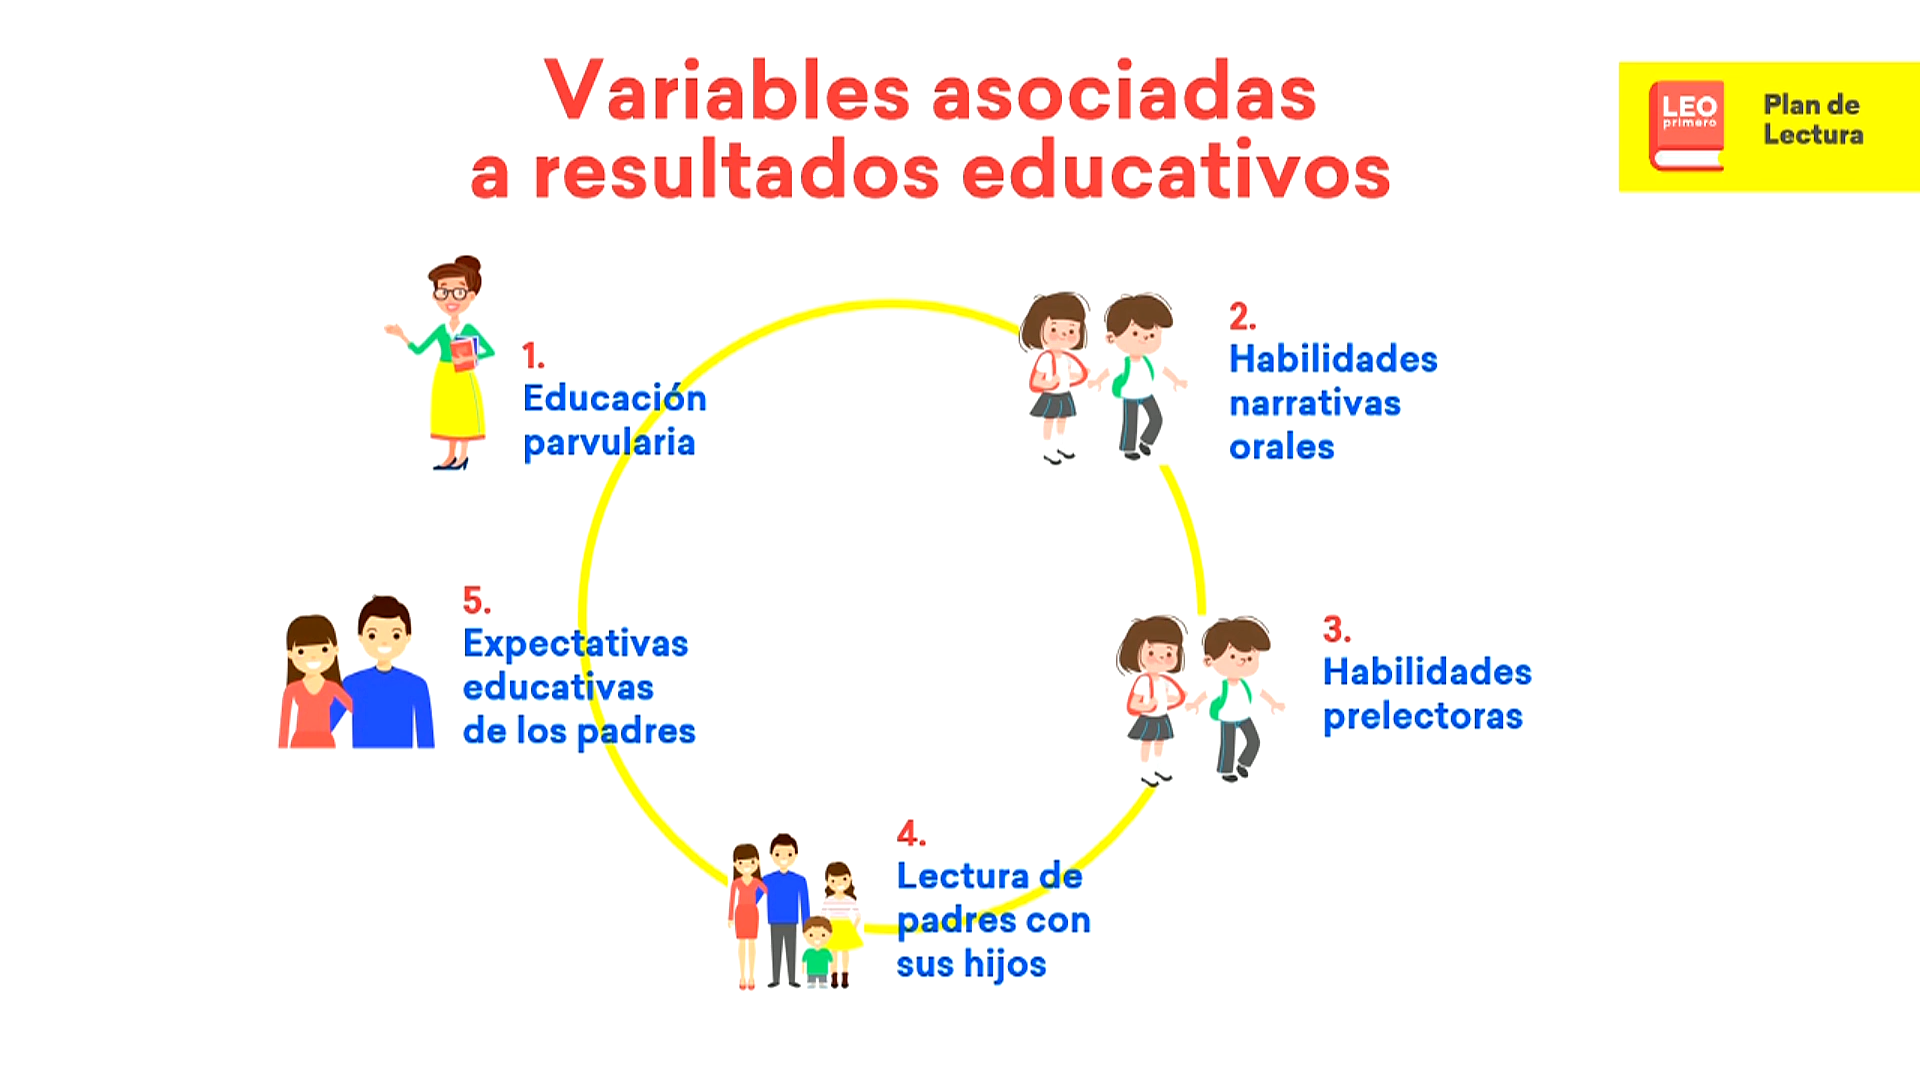 Variables asociadas
a resultados educativos
LEO
primero
Plan de
Lectura
1.
Educación
parvularia
2.
Habilidades
narrativas
orales
3.
Habilidades
prelectoras
4.
Lectura de
padres con
sus hijos
5.
Expectativas
educativas
de los padres